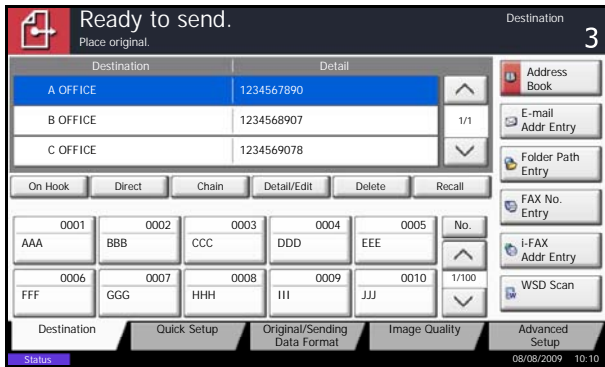 Ready to send.
Place original.
Destination
3
Destination Detail
A OFFICE 1234567890
B OFFICE 1234568907
C OFFICE 1234569078
1/1
On Hook Direct Chain Detail/Edit Delete Recall
0001 0002 0003 0004 0005 No.
AAA BBB CCC DDD EEE
0006 0007 0008 0009 0010 1/100
FFF GGG HHH III JJJ
Address
Book
E-mail
Addr Entry
Folder Path
Entry
FAX No.
Entry
i-FAX
Addr Entry
WSD Scan
Destination Quick Setup Original/Sending
Data Format Image Quality Advanced
Setup
Status 08/08/2009 10:10